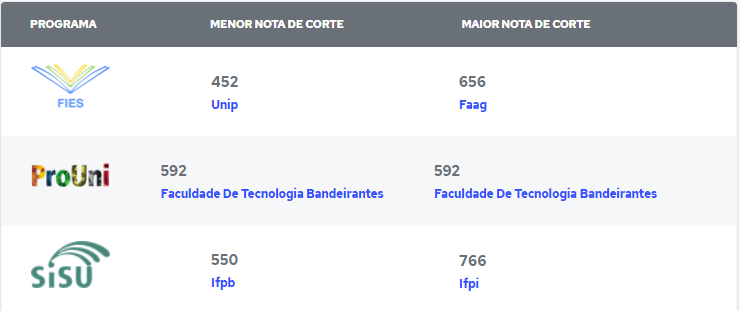 PROGRAMA MENOR NOTA DE CORTE MAIOR NOTA DE CORTE
FIES
452 656
Unip Faag
ProUni
592 592
Faculdade De Tecnologia Bandeirantes Faculdade De Tecnologia Bandeirantes
SiSU
550 766
Ifpb Ifpi